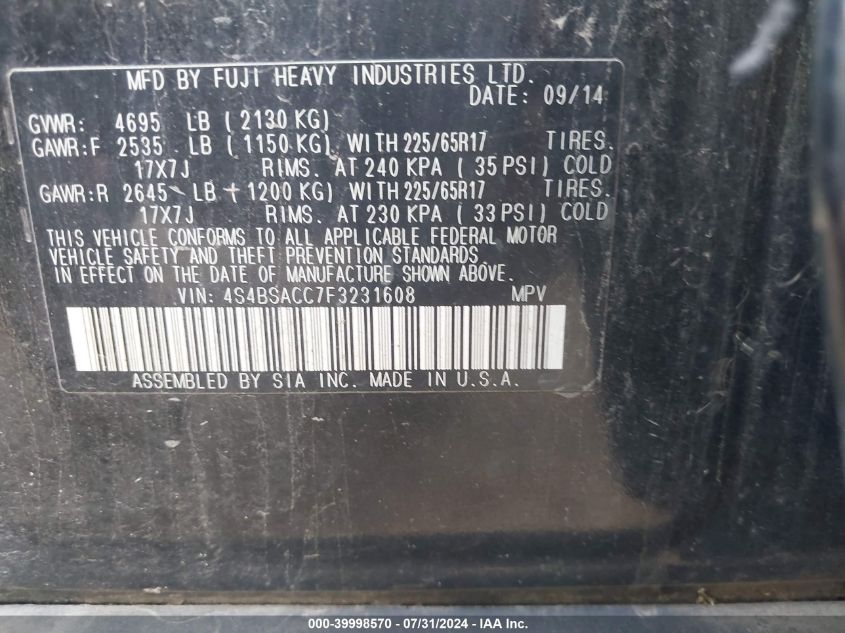 MFD BY FUJI HEAVY INDUSTRIES LTD.
DATE: 09/14
GVWR: 4695 LB (2130 KG)
GAWR:F 2535 LB (1150 KG) WITH 225/65R17 TIRES.
17X7J RIMS. AT 240 KPA (35 PSI) COLD
GAWR:R 2645 LB (1200 KG) WITH 225/65R17 TIRES.
17X7J RIMS. AT 230 KPA (33 PSI) COLD
THIS VEHICLE CONFORMS TO ALL APPLICABLE FEDERAL MOTOR
VEHICLE SAFETY AND THEFT PREVENTION STANDARDS
IN EFFECT ON THE DATE OF MANUFACTURE SHOWN ABOVE.
VIN: 4S4BSACC7F3231608 MPV
ASSEMBLED BY SIA INC. MADE IN U.S.A.
000-39998570 - 07/31/2024 - IAA Inc.